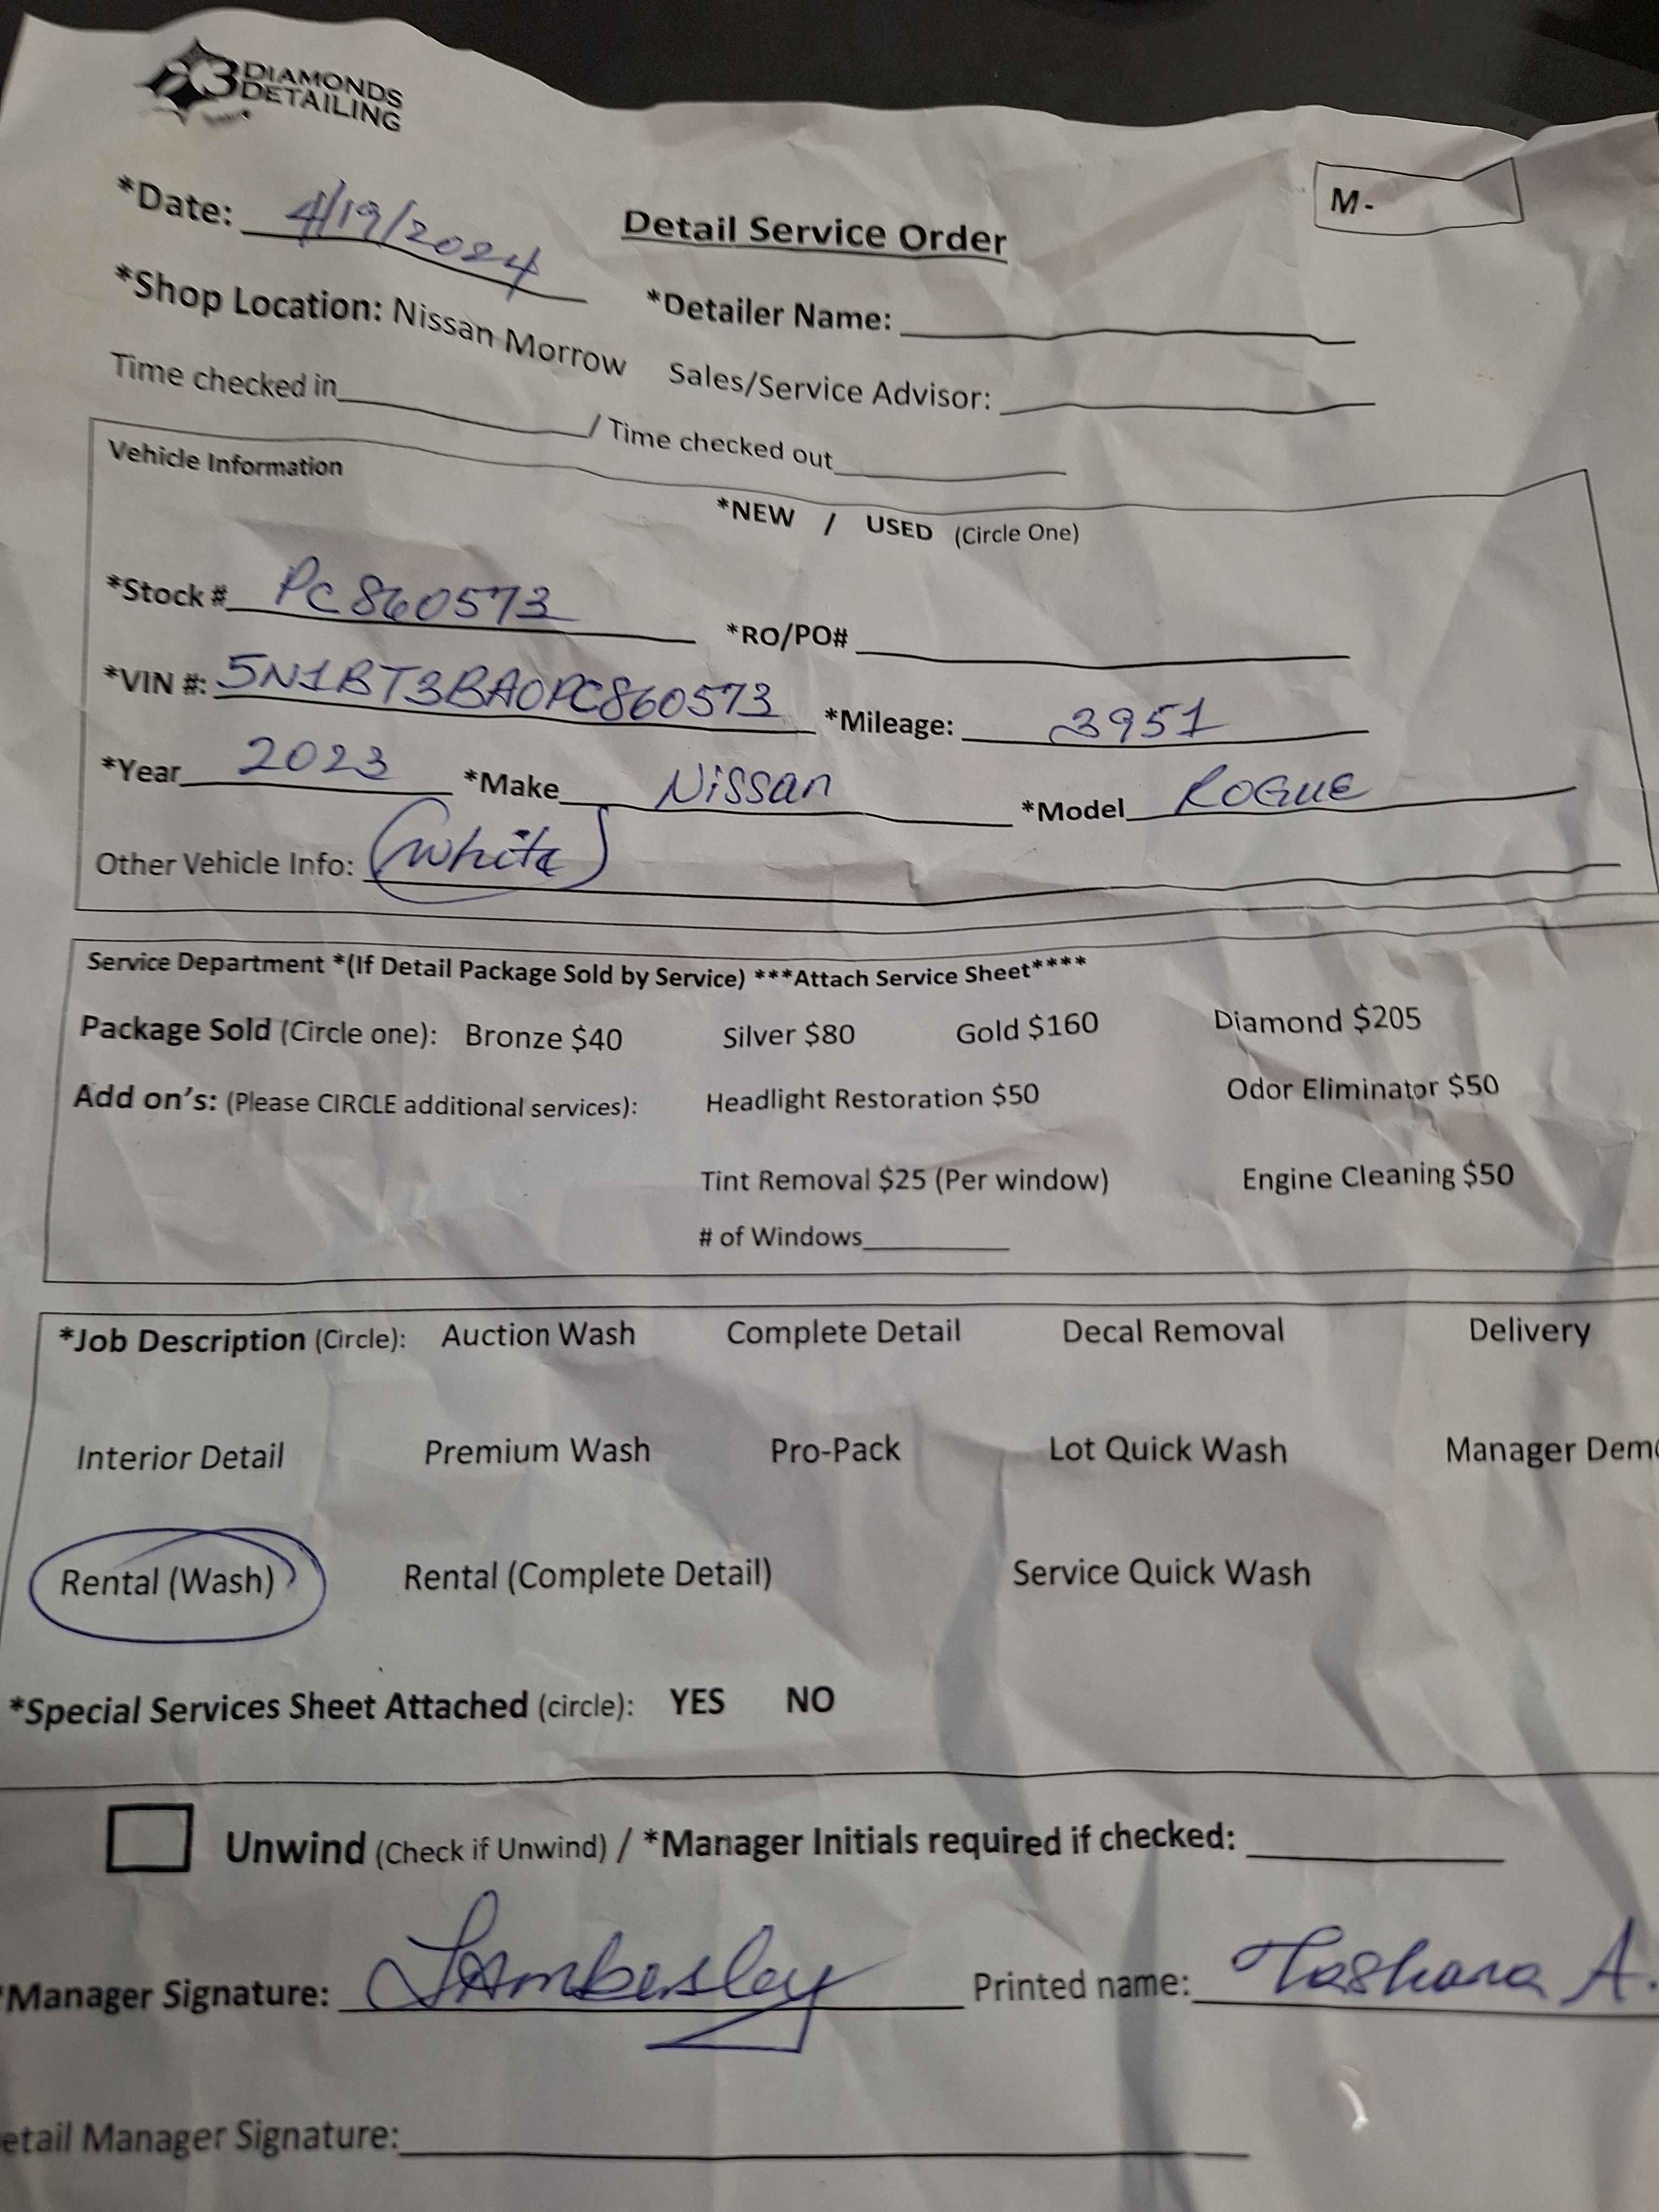 3 DIAMONDS
DETAILING
*Date: 4/19/2024
Detail Service Order
M-
*Shop Location: Nissan Morrow
*Detailer Name:
Time checked in / Time checked out
Sales/Service Advisor:
Vehicle Information
*NEW / USED (Circle One)
*Stock # PC860573
*RO/PO#
*VIN #: 5N1BT3BA0PC860573 *Mileage: 3951
*Year 2023 *Make Nissan *Model ROGUE
Other Vehicle Info: (White)
Service Department *(If Detail Package Sold by Service) ***Attach Service Sheet****
Package Sold (Circle one): Bronze $40 Silver $80 Gold $160 Diamond $205
Add on's: (Please CIRCLE additional services): Headlight Restoration $50 Odor Eliminator $50
Tint Removal $25 (Per window) Engine Cleaning $50
# of Windows
*Job Description (Circle): Auction Wash Complete Detail Decal Removal Delivery
Interior Detail Premium Wash Pro-Pack Lot Quick Wash Manager Dem
Rental (Wash) Rental (Complete Detail) Service Quick Wash
*Special Services Sheet Attached (circle): YES NO
Unwind (Check if Unwind) / *Manager Initials required if checked:
*Manager Signature: Printed name: Tashara A.
etail Manager Signature: